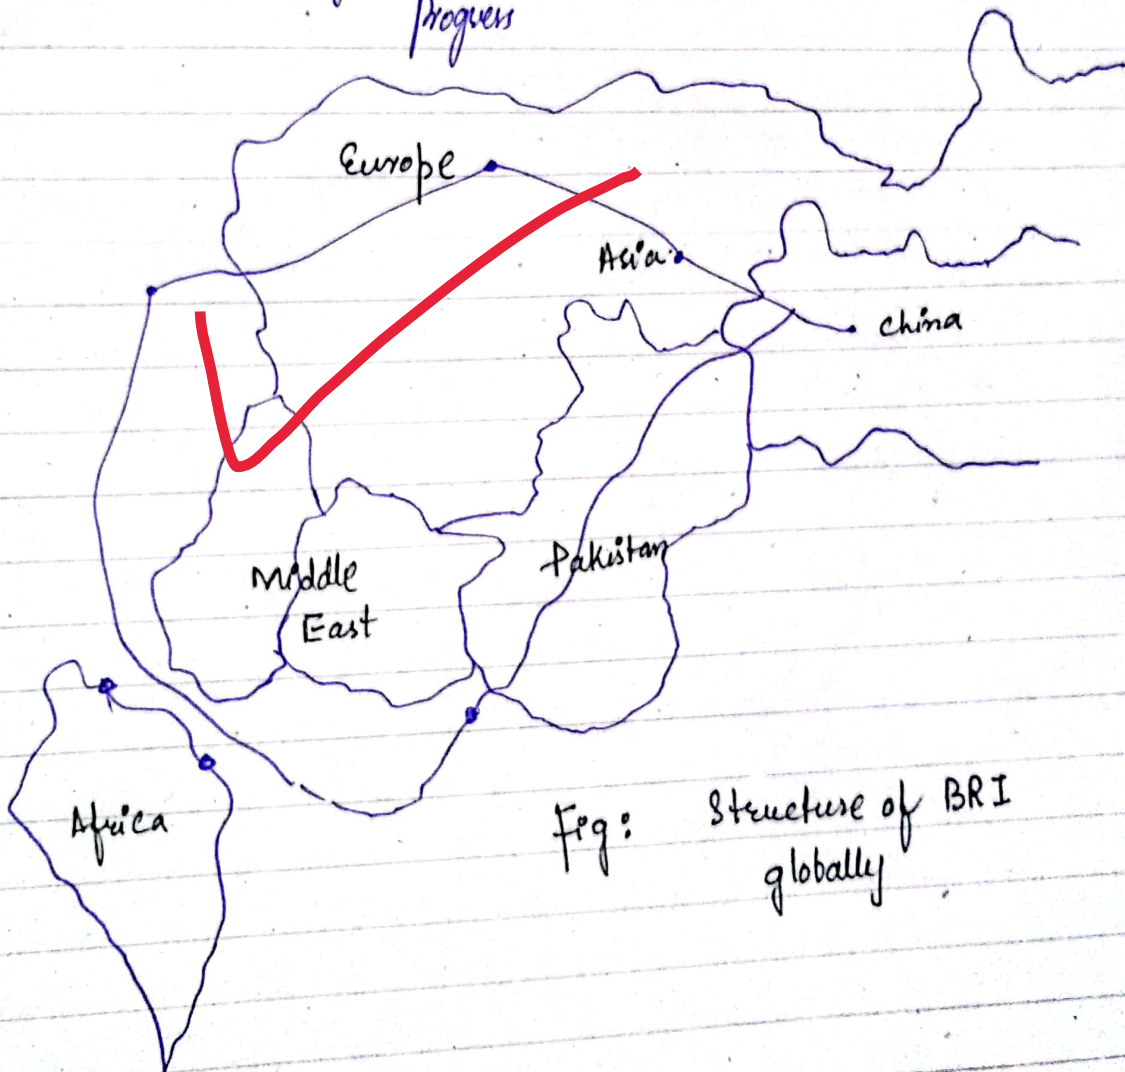 Progress
Europe
Asia
China
Pakistan
Middle
East
Africa
Fig: Structure of BRI
globally